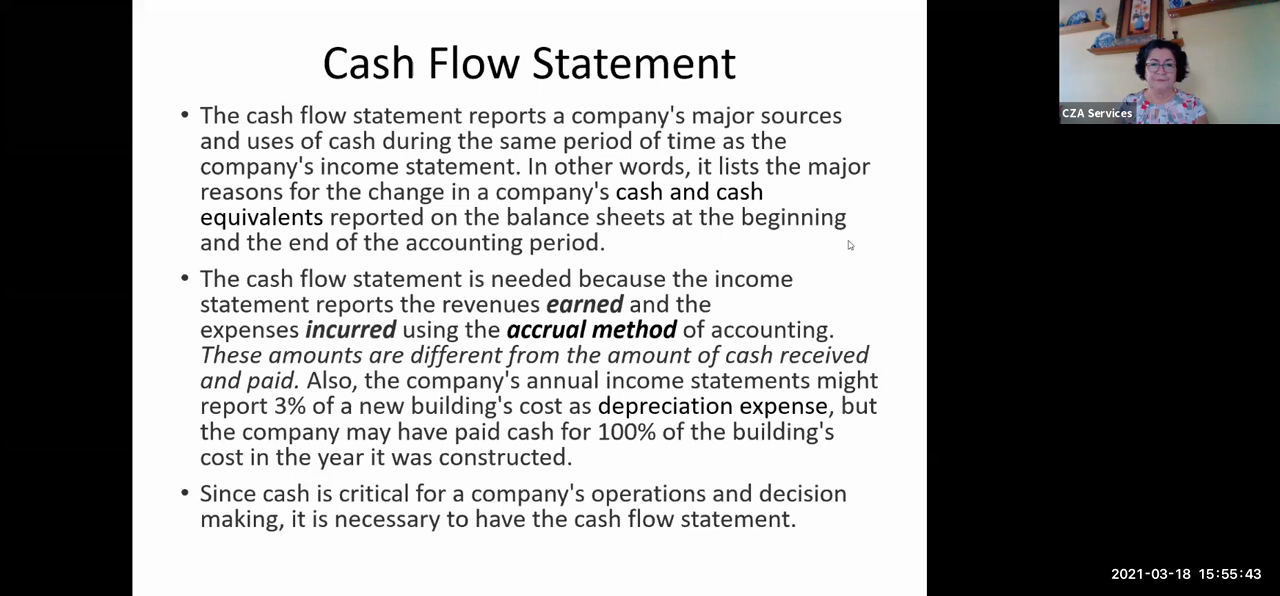 Cash Flow Statement
• The cash flow statement reports a company's major sources
and uses of cash during the same period of time as the
company's income statement. In other words, it lists the major
reasons for the change in a company's cash and cash
equivalents reported on the balance sheets at the beginning
and the end of the accounting period.
• The cash flow statement is needed because the income
statement reports the revenues earned and the
expenses incurred using the accrual method of accounting.
These amounts are different from the amount of cash received
and paid. Also, the company's annual income statements might
report 3% of a new building's cost as depreciation expense, but
the company may have paid cash for 100% of the building's
cost in the year it was constructed.
• Since cash is critical for a company's operations and decision
making, it is necessary to have the cash flow statement.
CZA Services
2021-03-18 15:55:43